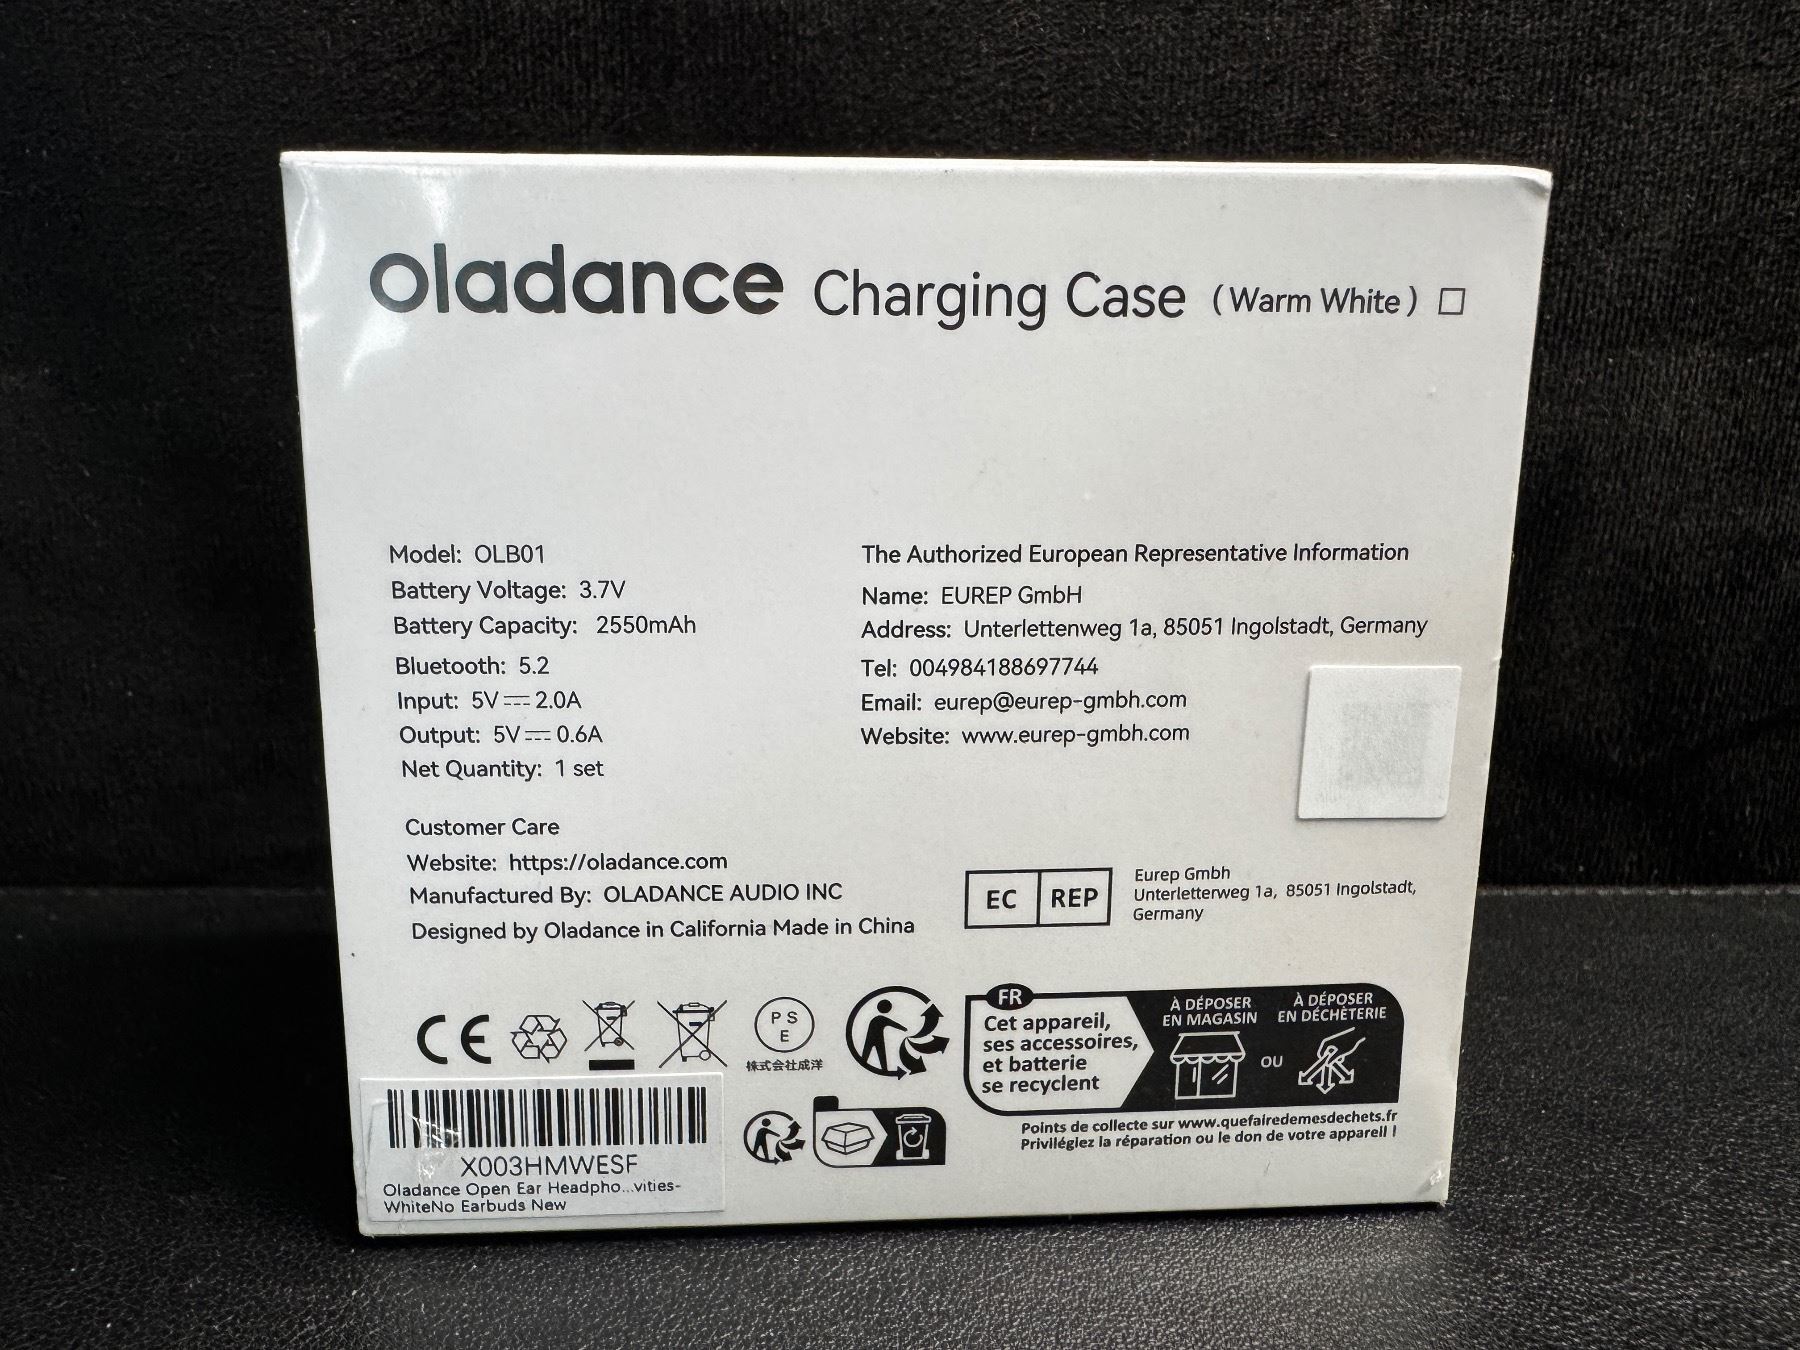 oladance Charging Case (Warm White)
Model: OLB01
Battery Voltage: 3.7V
Battery Capacity: 2550mAh
Bluetooth: 5.2
Input: 5V⎓2.0A
Output: 5V⎓0.6A
Net Quantity: 1 set
Customer Care
Website: https://oladance.com
Manufactured By: OLADANCE AUDIO INC
Designed by Oladance in California Made in China
The Authorized European Representative Information
Name: EUREP GmbH
Address: Unterlettenweg 1a, 85051 Ingolstadt, Germany
Tel: 004984188697744
Email: eurep@eurep-gmbh.com
Website: www.eurep-gmbh.com
EC REP
Eurep Gmbh
Unterletterweg 1a, 85051 Ingolstadt,
Germany
CE
P S
E
株式会社成洋
FR
Cet appareil,
ses accessoires,
et batterie
se recyclent
À DÉPOSER
EN MAGASIN
OU
À DÉPOSER
EN DÉCHÈTERIE
Points de collecte sur www.quefairedemesdechets.fr
Privilégiez la réparation ou le don de votre appareil !
X003HMWESF
Oladance Open Ear Headpho...vities-
WhiteNo Earbuds New